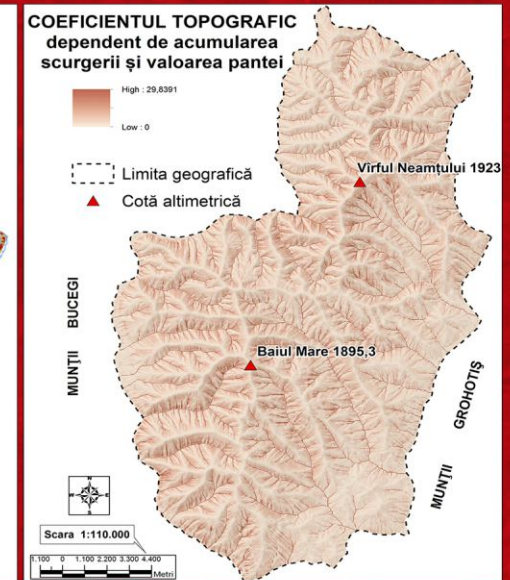 COEFICIENTUL TOPOGRAFIC
dependent de acumularea
scurgerii și valoarea pantei
High : 29,8391
Low : 0
Limita geografică
Cotă altimetrică
Vîrful Neamțului 1923
MUNȚII BUCEGI
Baiul Mare 1895,3
MUNȚII GROHOTIȘ
N
W E
S
Scara 1:110.000
1.100 0 1.100 2.200 3.300 4.400
Metri